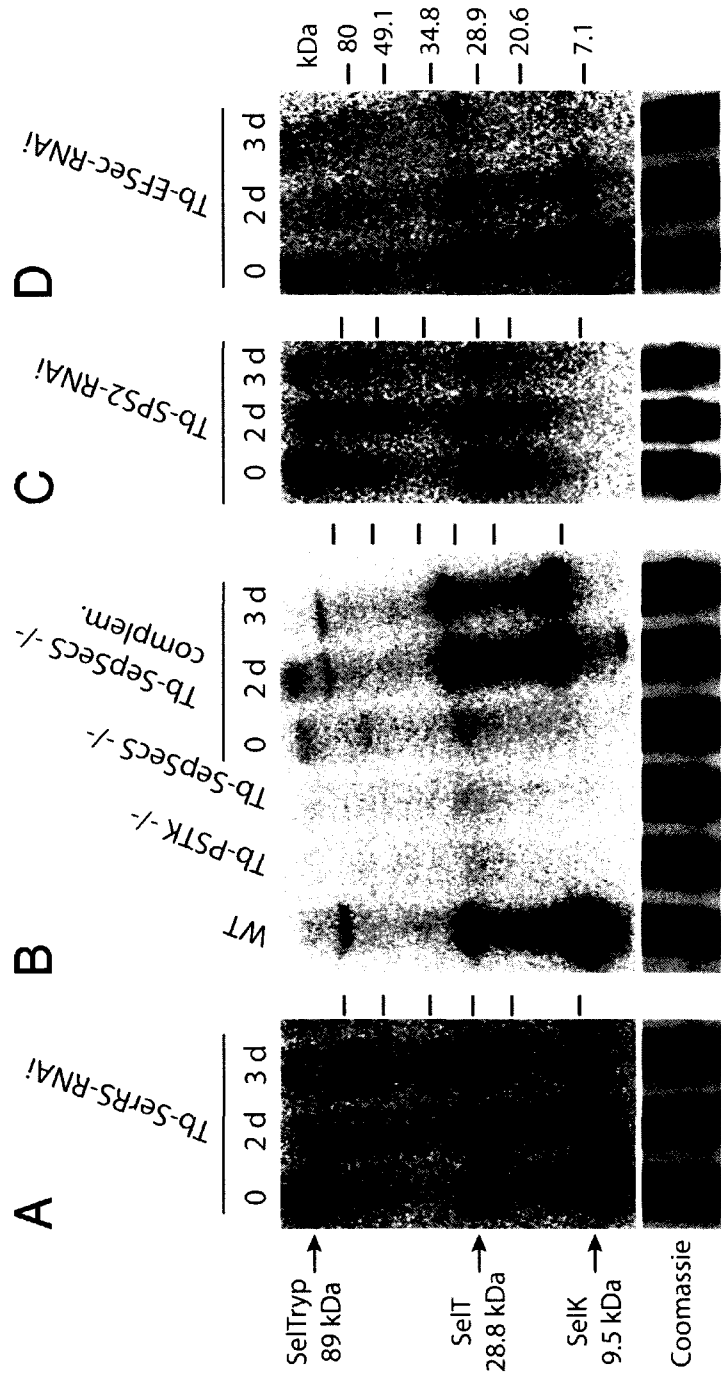 A
Tb-SerRS-RNAi
0 2 d 3 d
B
WT
Tb-PSTK -/-
Tb-SepSecS -/-
Tb-SepSecS -/-
complem.
0 2 d 3 d
C
Tb-SPS2-RNAi
0 2 d 3 d
D
Tb-EFSec-RNAi
0 2 d 3 d
kDa
80
49.1
34.8
28.9
20.6
7.1
SelTryp
89 kDa
SelT
28.8 kDa
SelK
9.5 kDa
Coomassie